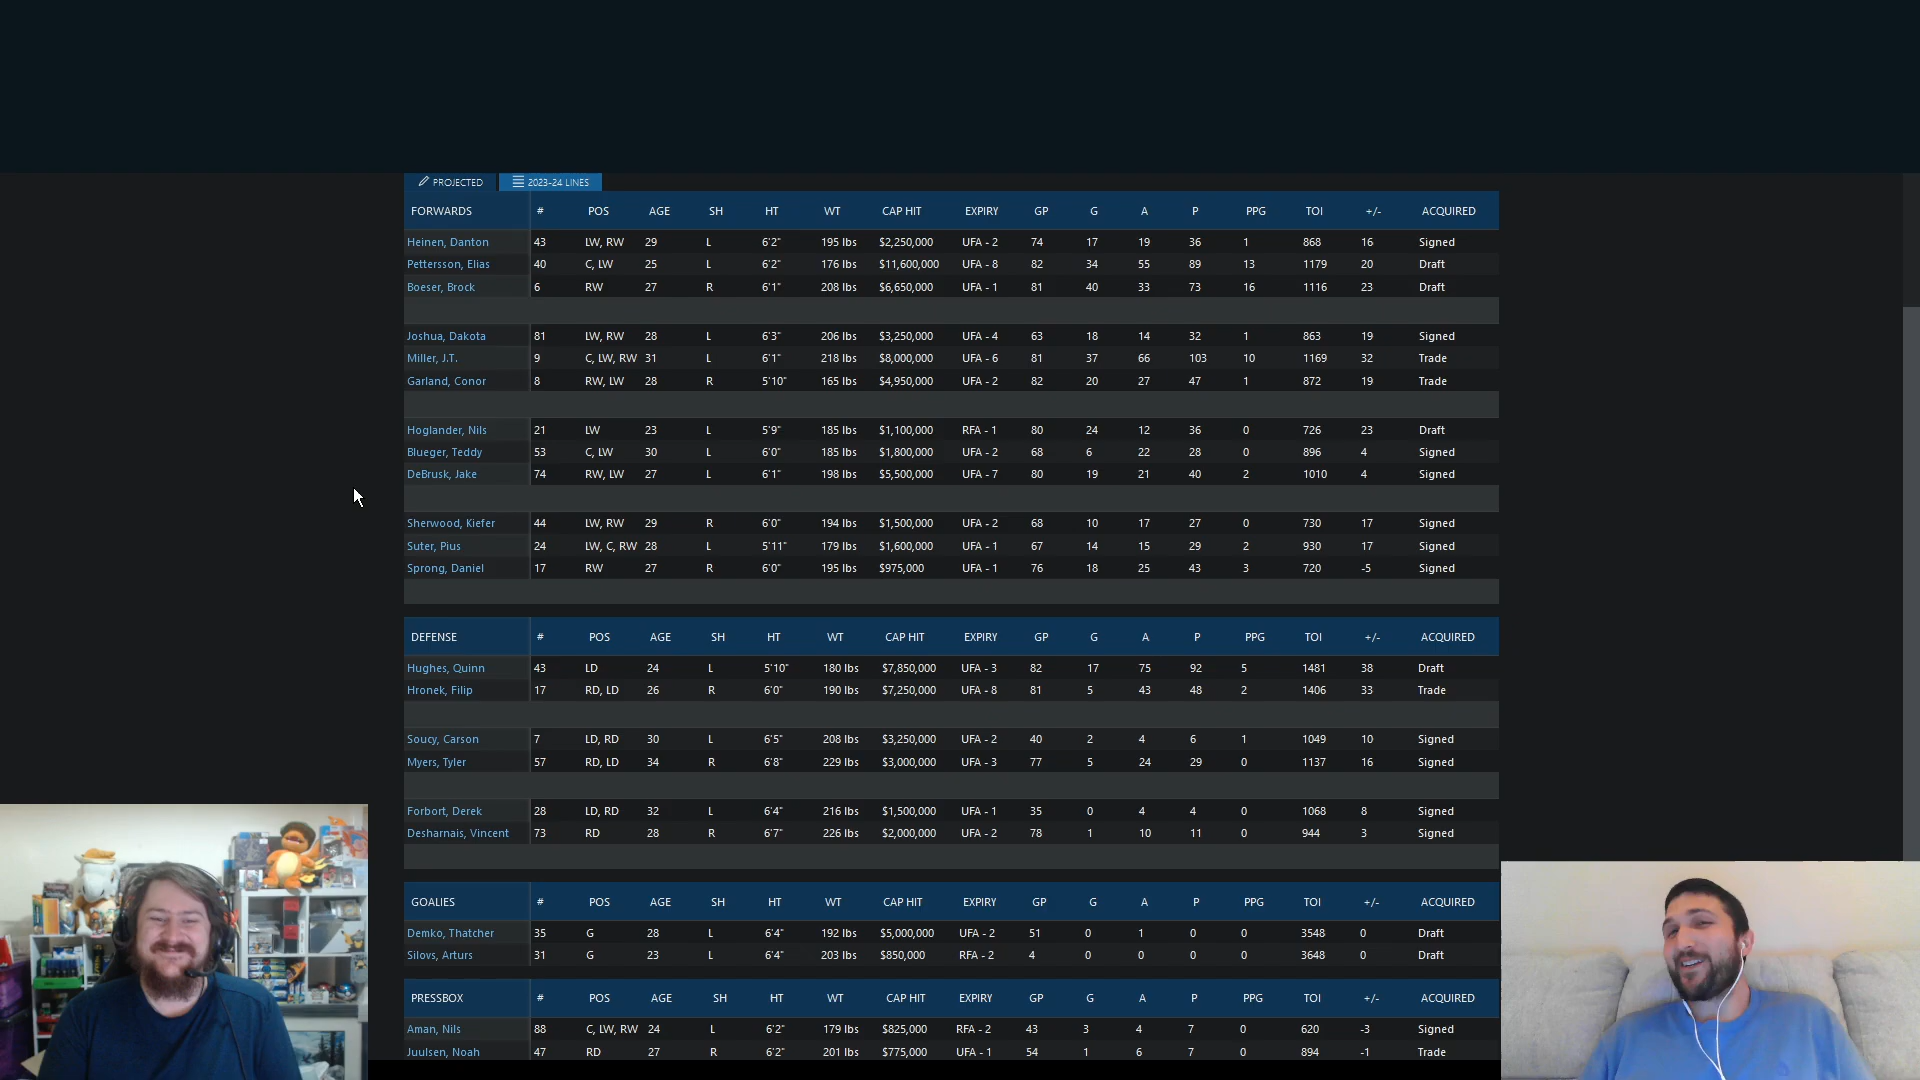 PROJECTED 2023-24 LINES
FORWARDS # POS AGE SH HT WT CAP HIT EXPIRY GP G A P PPG TOI +/- ACQUIRED
Heinen, Danton 43 LW, RW 29 L 6'2" 195 lbs $2,250,000 UFA - 2 74 17 19 36 1 868 16 Signed
Pettersson, Elias 40 C, LW 25 L 6'2" 176 lbs $11,600,000 UFA - 8 82 34 55 89 13 1179 20 Draft
Boeser, Brock 6 RW 27 R 6'1" 208 lbs $6,650,000 UFA - 1 81 40 33 73 16 1116 23 Draft
Joshua, Dakota 81 LW, RW 28 L 6'3" 206 lbs $3,250,000 UFA - 4 63 18 14 32 1 863 19 Signed
Miller, J.T. 9 C, LW, RW 31 L 6'1" 218 lbs $8,000,000 UFA - 6 81 37 66 103 10 1169 32 Trade
Garland, Conor 8 RW, LW 28 R 5'10" 165 lbs $4,950,000 UFA - 2 82 20 27 47 1 872 19 Trade
Hoglander, Nils 21 LW 23 L 5'9" 185 lbs $1,100,000 RFA - 1 80 24 12 36 0 726 23 Draft
Blueger, Teddy 53 C, LW 30 L 6'0" 185 lbs $1,800,000 UFA - 2 68 6 22 28 0 896 4 Signed
DeBrusk, Jake 74 RW, LW 27 L 6'1" 198 lbs $5,500,000 UFA - 7 80 19 21 40 2 1010 4 Signed
Sherwood, Kiefer 44 LW, RW 29 R 6'0" 194 lbs $1,500,000 UFA - 2 68 10 17 27 0 730 17 Signed
Suter, Pius 24 LW, C, RW 28 L 5'11" 179 lbs $1,600,000 UFA - 1 67 14 15 29 2 930 17 Signed
Sprong, Daniel 17 RW 27 R 6'0" 195 lbs $975,000 UFA - 1 76 18 25 43 3 720 -5 Signed
DEFENSE # POS AGE SH HT WT CAP HIT EXPIRY GP G A P PPG TOI +/- ACQUIRED
Hughes, Quinn 43 LD 24 L 5'10" 180 lbs $7,850,000 UFA - 3 82 17 75 92 5 1481 38 Draft
Hronek, Filip 17 RD, LD 26 R 6'0" 190 lbs $7,250,000 UFA - 8 81 5 43 48 2 1406 33 Trade
Soucy, Carson 7 LD, RD 30 L 6'5" 208 lbs $3,250,000 UFA - 2 40 2 4 6 1 1049 10 Signed
Myers, Tyler 57 RD, LD 34 R 6'8" 229 lbs $3,000,000 UFA - 3 77 5 24 29 0 1137 16 Signed
Forbort, Derek 28 LD, RD 32 L 6'4" 216 lbs $1,500,000 UFA - 1 35 0 4 4 0 1068 8 Signed
Desharnais, Vincent 73 RD 28 R 6'7" 226 lbs $2,000,000 UFA - 2 78 1 10 11 0 944 3 Signed
GOALIES # POS AGE SH HT WT CAP HIT EXPIRY GP G A P PPG TOI +/- ACQUIRED
Demko, Thatcher 35 G 28 L 6'4" 192 lbs $5,000,000 UFA - 2 51 0 1 0 0 3548 0 Draft
Silovs, Arturs 31 G 23 L 6'4" 203 lbs $850,000 RFA - 2 4 0 0 0 0 3648 0 Draft
PRESSBOX # POS AGE SH HT WT CAP HIT EXPIRY GP G A P PPG TOI +/- ACQUIRED
Aman, Nils 88 C, LW, RW 24 L 6'2" 179 lbs $825,000 RFA - 2 43 3 4 7 0 620 -3 Signed
Juulsen, Noah 47 RD 27 R 6'2" 201 lbs $775,000 UFA - 1 54 1 6 7 0 894 -1 Trade